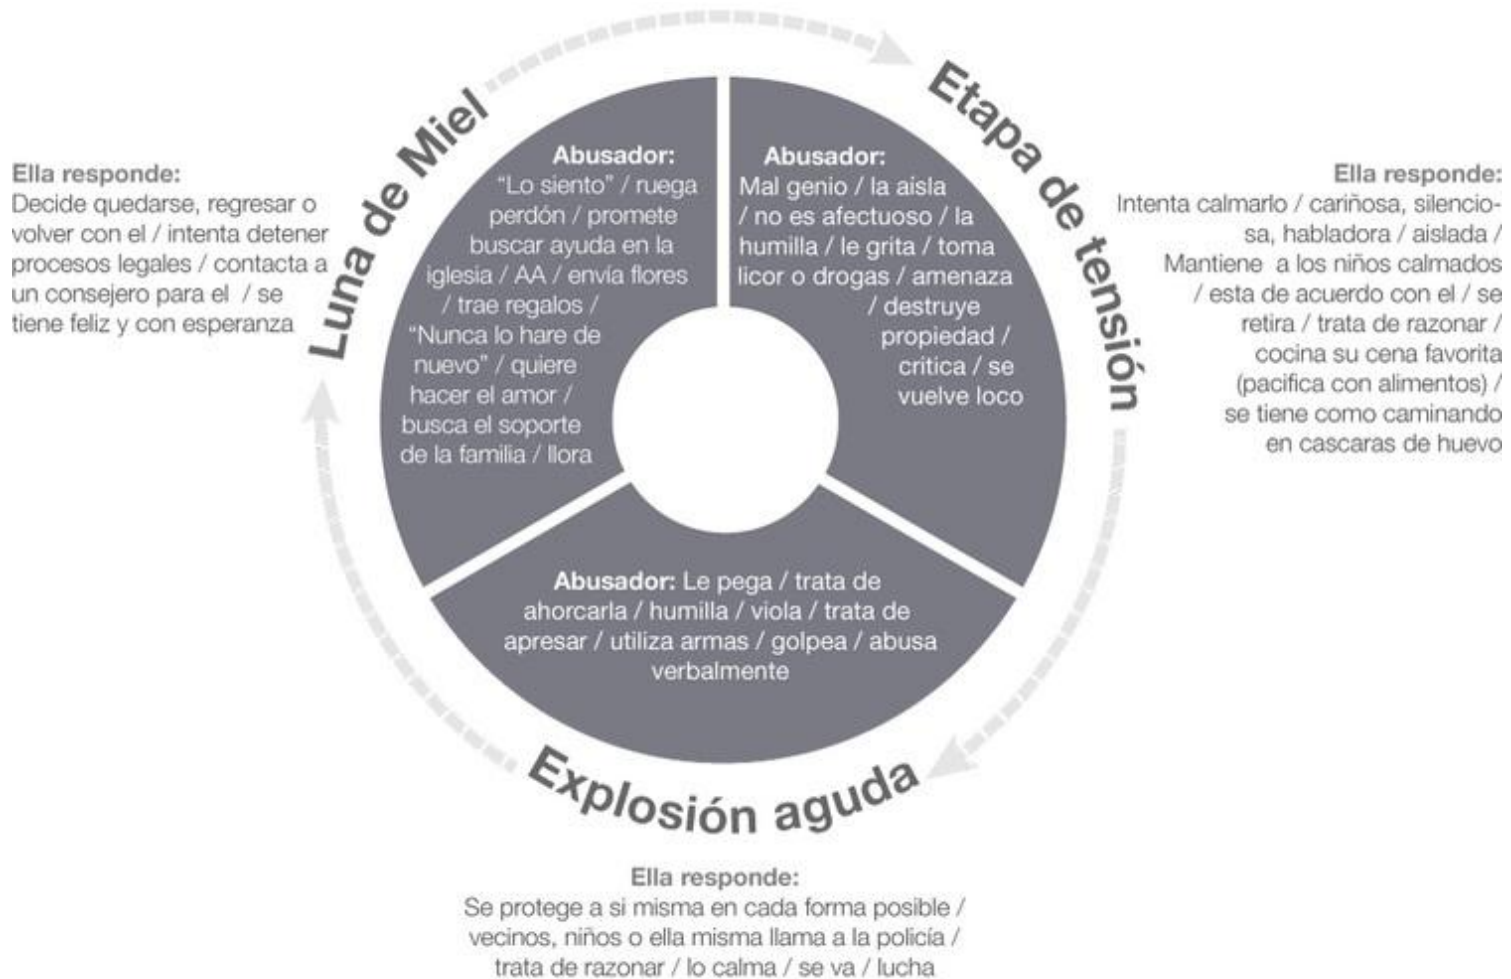 Luna de Miel
Ella responde:
Decide quedarse, regresar o
volver con el / intenta detener
procesos legales / contacta a
un consejero para el / se
tiene feliz y con esperanza
Abusador:
“Lo siento” / ruega
perdón / promete
buscar ayuda en la
iglesia / AA / envía flores
/ trae regalos /
“Nunca lo hare de
nuevo” / quiere
hacer el amor /
busca el soporte
de la familia / llora
Etapa de tensión
Abusador:
Mal genio / la aisla
/ no es afectuoso / la
humilla / le grita / toma
licor o drogas / amenaza
/ destruye
propiedad /
critica / se
vuelve loco
Ella responde:
Intenta calmarlo / cariñosa, silencio-
sa, habladora / aislada /
Mantiene a los niños calmados
/ esta de acuerdo con el / se
retira / trata de razonar /
cocina su cena favorita
(pacifica con alimentos) /
se tiene como caminando
en cascaras de huevo
Abusador: Le pega / trata de
ahorcarla / humilla / viola / trata de
apresar / utiliza armas / golpea / abusa
verbalmente
Explosión aguda
Ella responde:
Se protege a si misma en cada forma posible /
vecinos, niños o ella misma llama a la policía /
trata de razonar / lo calma / se va / lucha